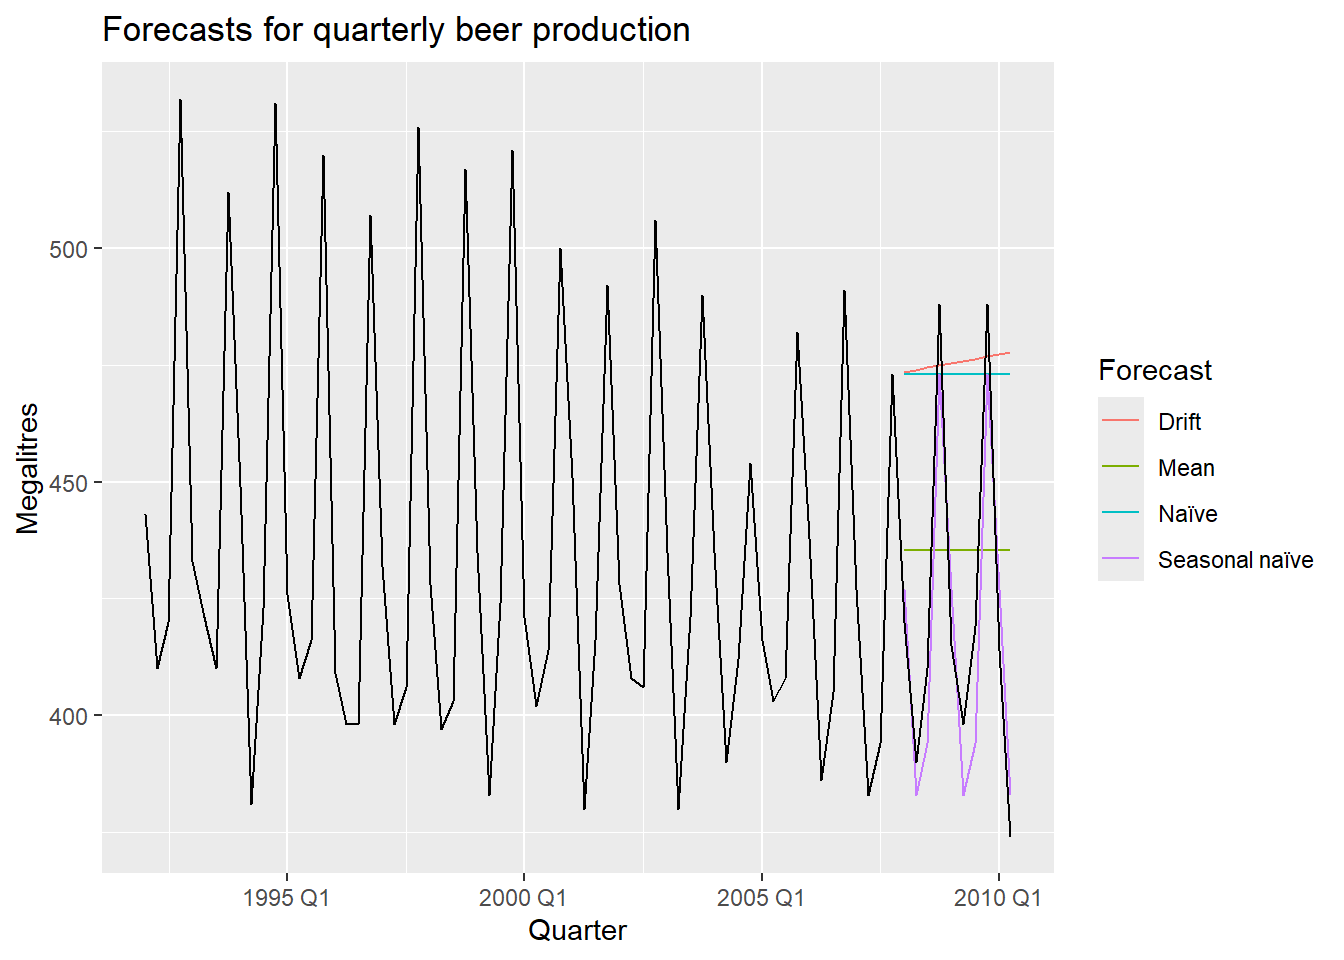 Forecasts for quarterly beer production
Megalitres
500
450
400
1995 Q1
2000 Q1
2005 Q1
2010 Q1
Quarter
Forecast
Drift
Mean
Naïve
Seasonal naïve